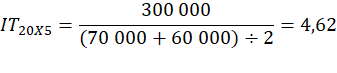 IT20X5 = 300 000 / ((70 000 + 60 000) ÷ 2) = 4,62